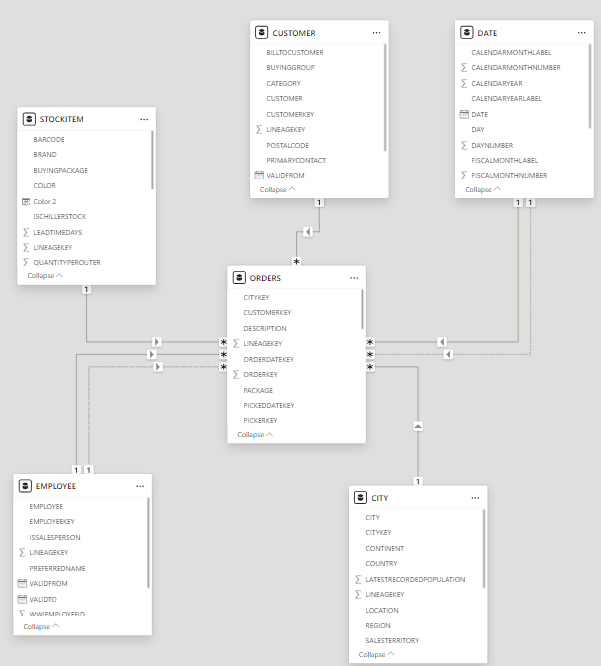 CUSTOMER
BILLTOCUSTOMER
BUYINGGROUP
CATEGORY
CUSTOMER
CUSTOMERKEY
LINEAGEKEY
POSTALCODE
PRIMARYCONTACT
VALIDFROM
Collapse
DATE
CALENDARMONTHLABEL
CALENDARMONTHNUMBER
CALENDARYEAR
CALENDARYEARLABEL
DATE
DAY
DAYNUMBER
FISCALMONTHLABEL
FISCALMONTHNUMBER
Collapse
STOCKITEM
BARCODE
BRAND
BUYINGPACKAGE
COLOR
Color 2
ISCHILLERSTOCK
LEADTIMEDAYS
LINEAGEKEY
QUANTITYPEROUTER
Collapse
1
1
1
1
*
ORDERS
CITYKEY
CUSTOMERKEY
DESCRIPTION
LINEAGEKEY
ORDERDATEKEY
ORDERKEY
PACKAGE
PICKEDDATEKEY
PICKERKEY
Collapse
*
*
*
*
*
*
1
1
1
EMPLOYEE
EMPLOYEE
EMPLOYEEKEY
ISSALESPERSON
LINEAGEKEY
PREFERREDNAME
VALIDFROM
VALIDTO
WWIEMPLOYEEID
Collapse
CITY
CITY
CITYKEY
CONTINENT
COUNTRY
LATESTRECORDEDPOPULATION
LINEAGEKEY
LOCATION
REGION
SALESTERRITORY
Collapse